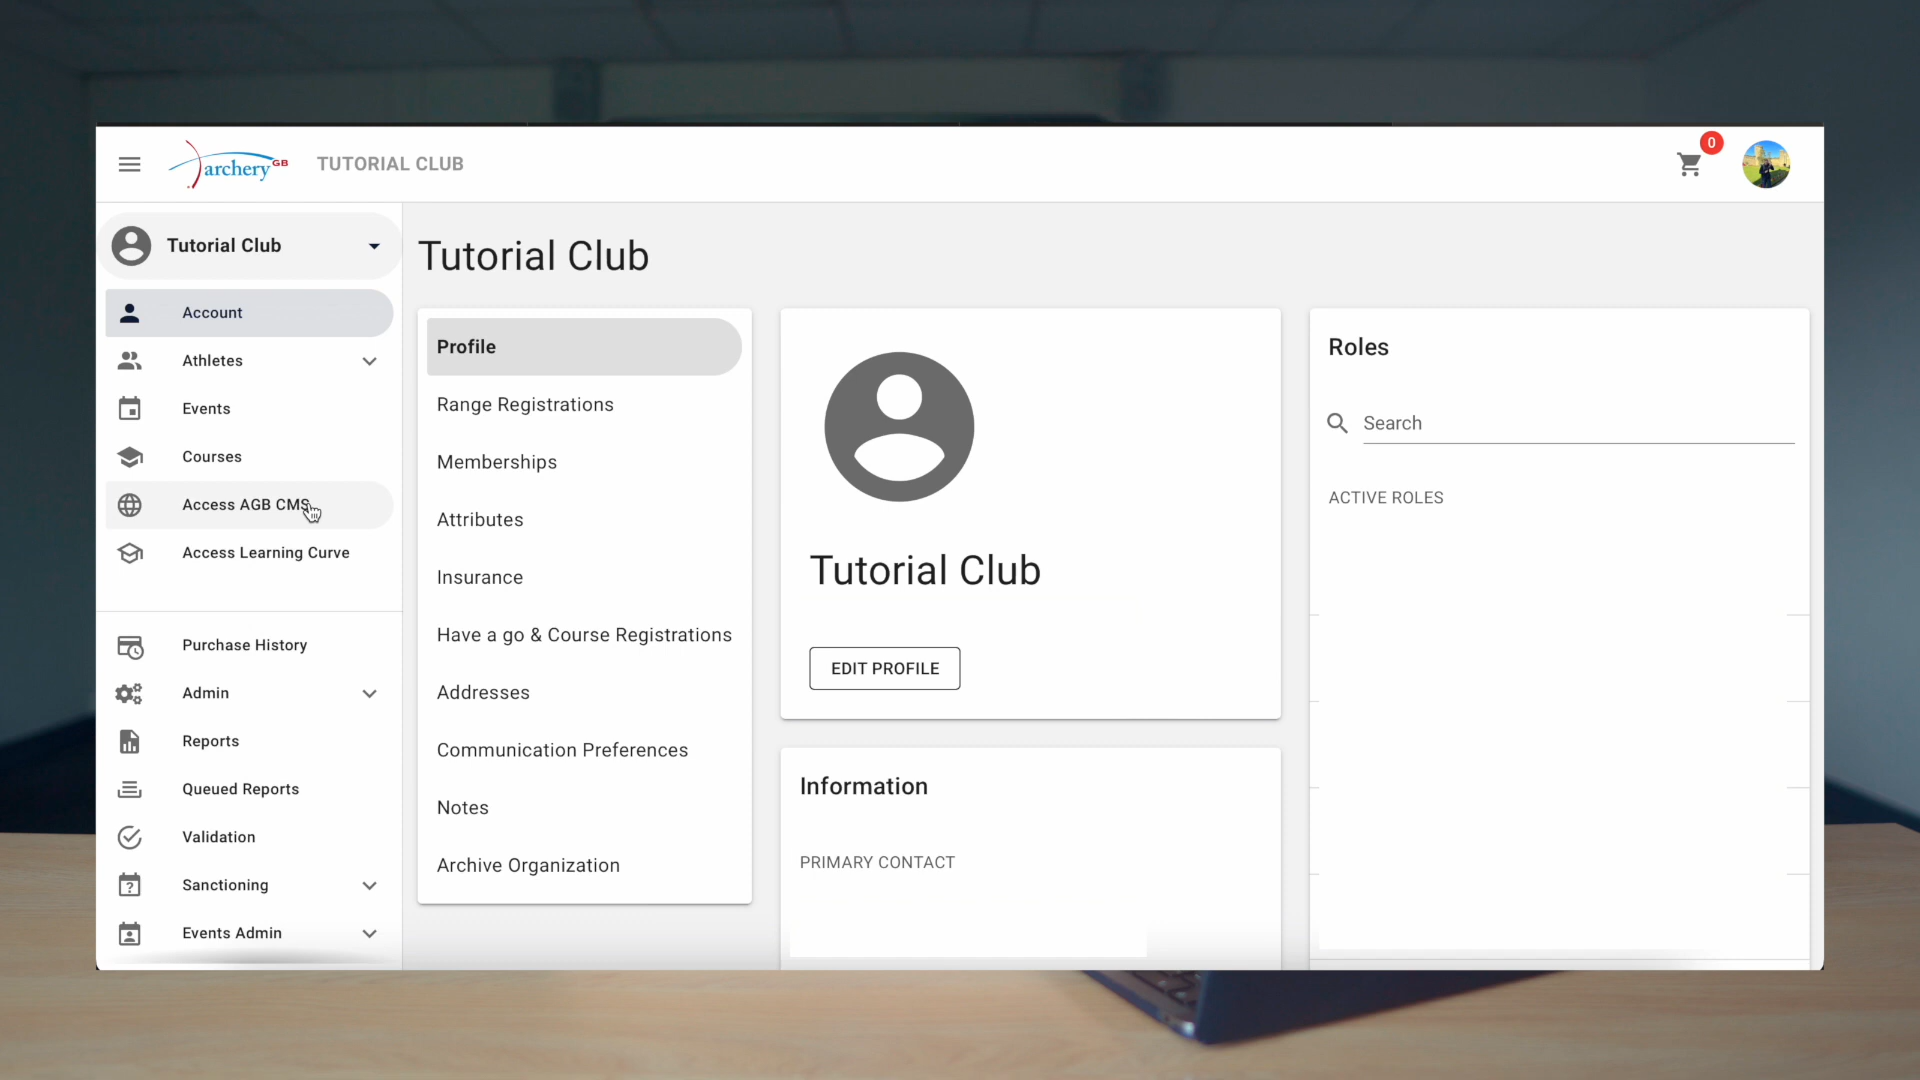 archery GB
TUTORIAL CLUB
0
Tutorial Club
Account
Athletes
Events
Courses
Access AGB CMS
Access Learning Curve
Purchase History
Admin
Reports
Queued Reports
Validation
Sanctioning
Events Admin
Tutorial Club
Profile
Range Registrations
Memberships
Attributes
Insurance
Have a go & Course Registrations
Addresses
Communication Preferences
Notes
Archive Organization
Tutorial Club
EDIT PROFILE
Information
PRIMARY CONTACT
Roles
Search
ACTIVE ROLES